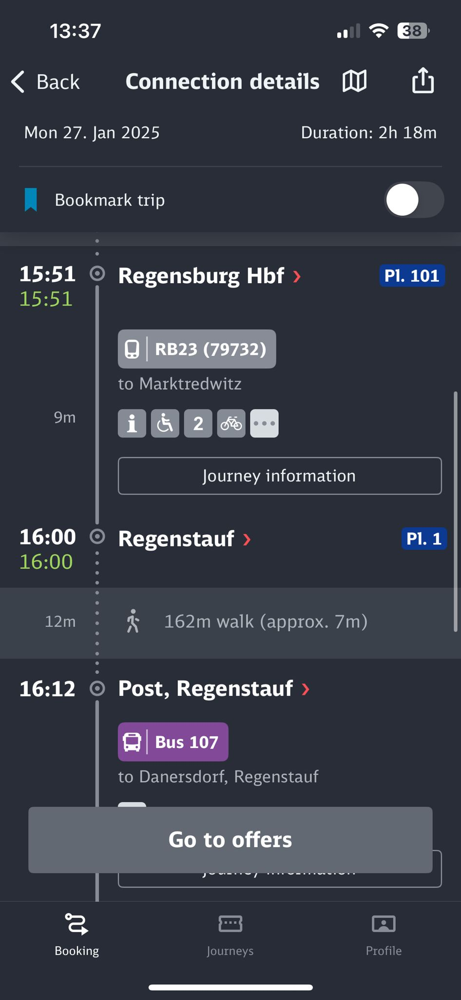 13:37
38
Back
Connection details
Mon 27. Jan 2025
Duration: 2h 18m
Bookmark trip
15:51
Regensburg Hbf
Pl. 101
15:51
RB23 (79732)
to Marktredwitz
9m
2
Journey information
16:00
Regenstauf
Pl. 1
16:00
12m
162m walk (approx. 7m)
16:12
Post, Regenstauf
Bus 107
to Danersdorf, Regenstauf
Go to offers
Booking
Journeys
Profile